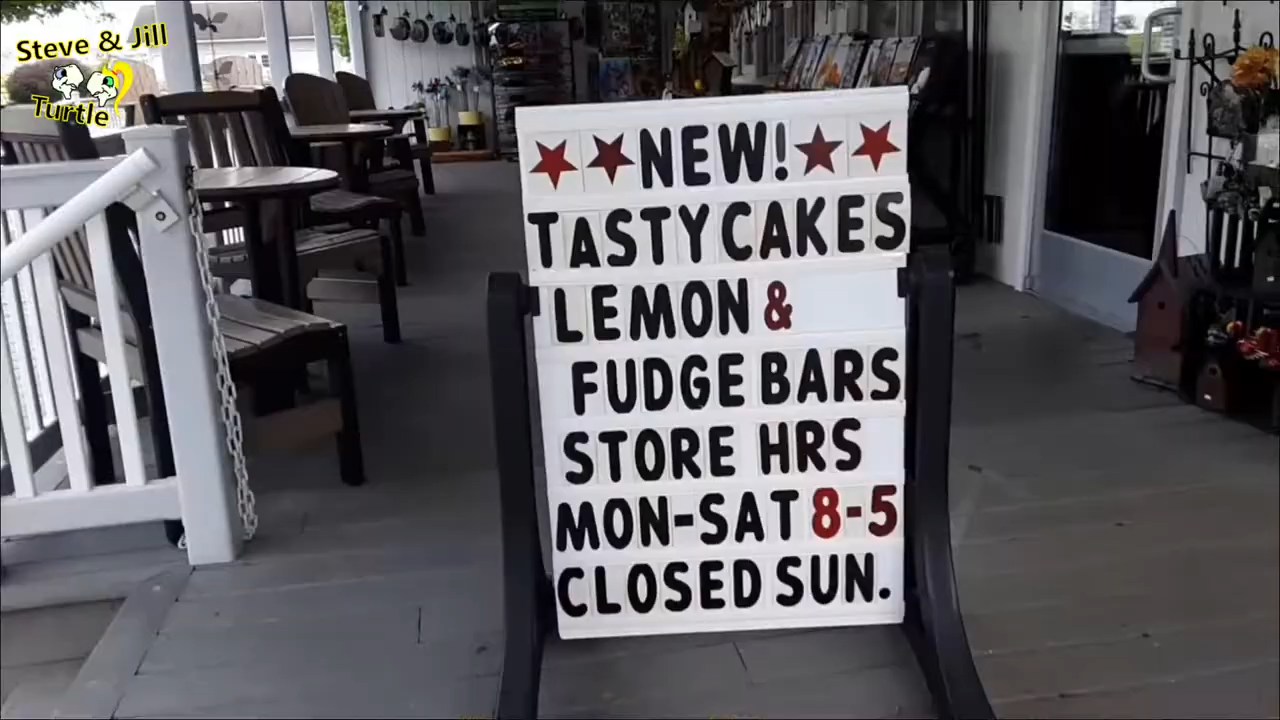 Steve & Jill
Turtle
NEW!
TASTYCAKES
LEMON &
FUDGE BARS
STORE HRS
MON-SAT 8-5
CLOSED SUN.